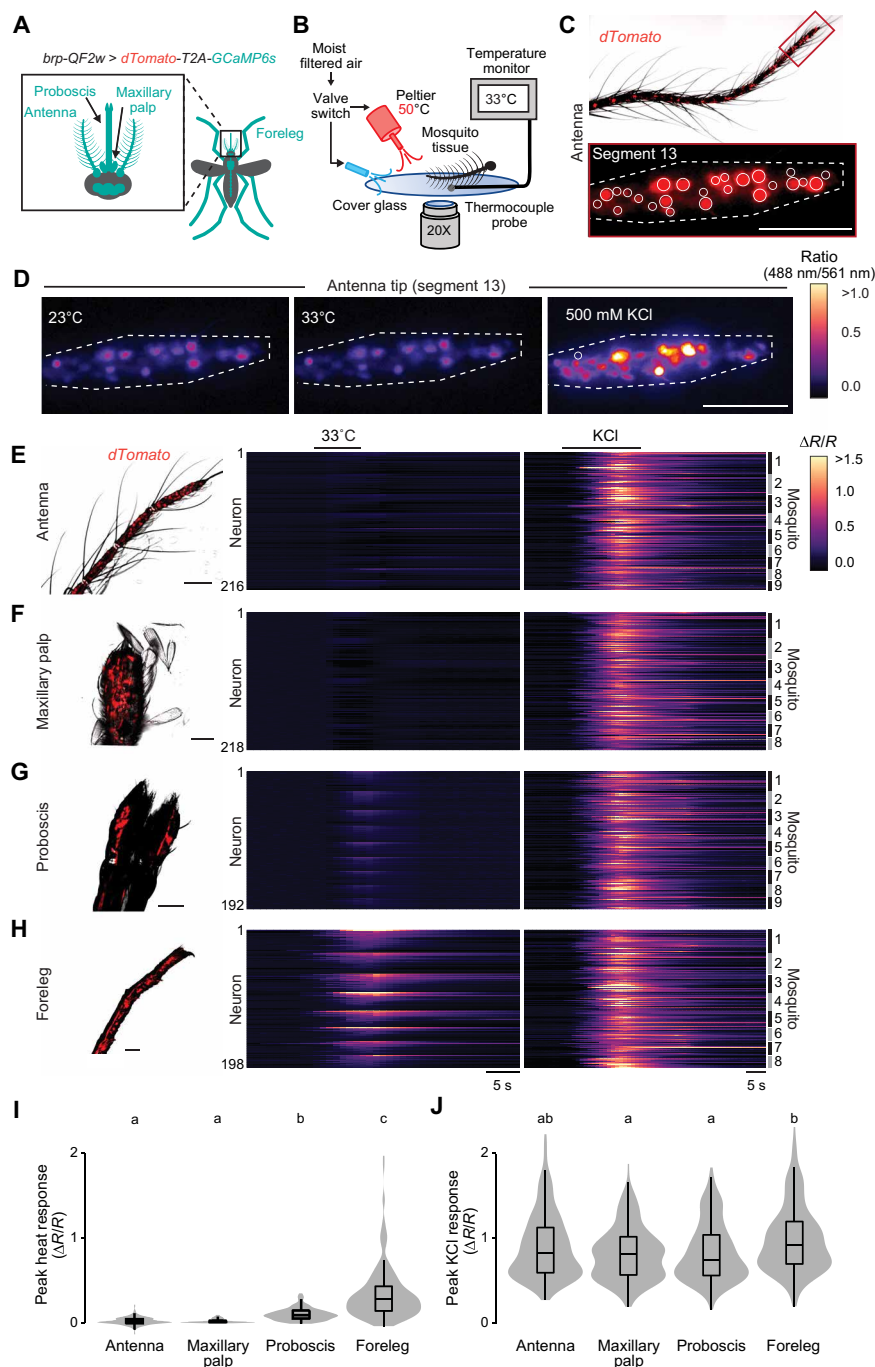 A
brp-QF2w > dTomato-T2A-GCaMP6s
Proboscis
Maxillary
palp
Antenna
Foreleg
B
Moist
filtered air
Valve
switch
Peltier
50°C
Mosquito
tissue
Temperature
monitor
33°C
Cover glass
20X
Thermocouple
probe
C
dTomato
Antenna
Segment 13
Ratio
(488 nm/561 nm)
>1.0
0.5
0.0
D
Antenna tip (segment 13)
23°C
33°C
500 mM KCl
ΔR/R
>1.5
1.0
0.5
0.0
33°C
KCl
E
dTomato
Antenna
Neuron
1
216
1
2
3
4
5
6
7
8
9
Mosquito
F
Maxillary palp
Neuron
1
218
1
2
3
4
5
6
7
8
Mosquito
G
Proboscis
Neuron
1
192
1
2
3
4
5
6
7
8
9
Mosquito
H
Foreleg
Neuron
1
198
1
2
3
4
5
6
7
8
Mosquito
5 s
5 s
I
a
a
b
c
Peak heat response
(ΔR/R)
2
1
0
Antenna
Maxillary
palp
Proboscis
Foreleg
J
ab
a
a
b
Peak KCl response
(ΔR/R)
2
1
0
Antenna
Maxillary
palp
Proboscis
Foreleg